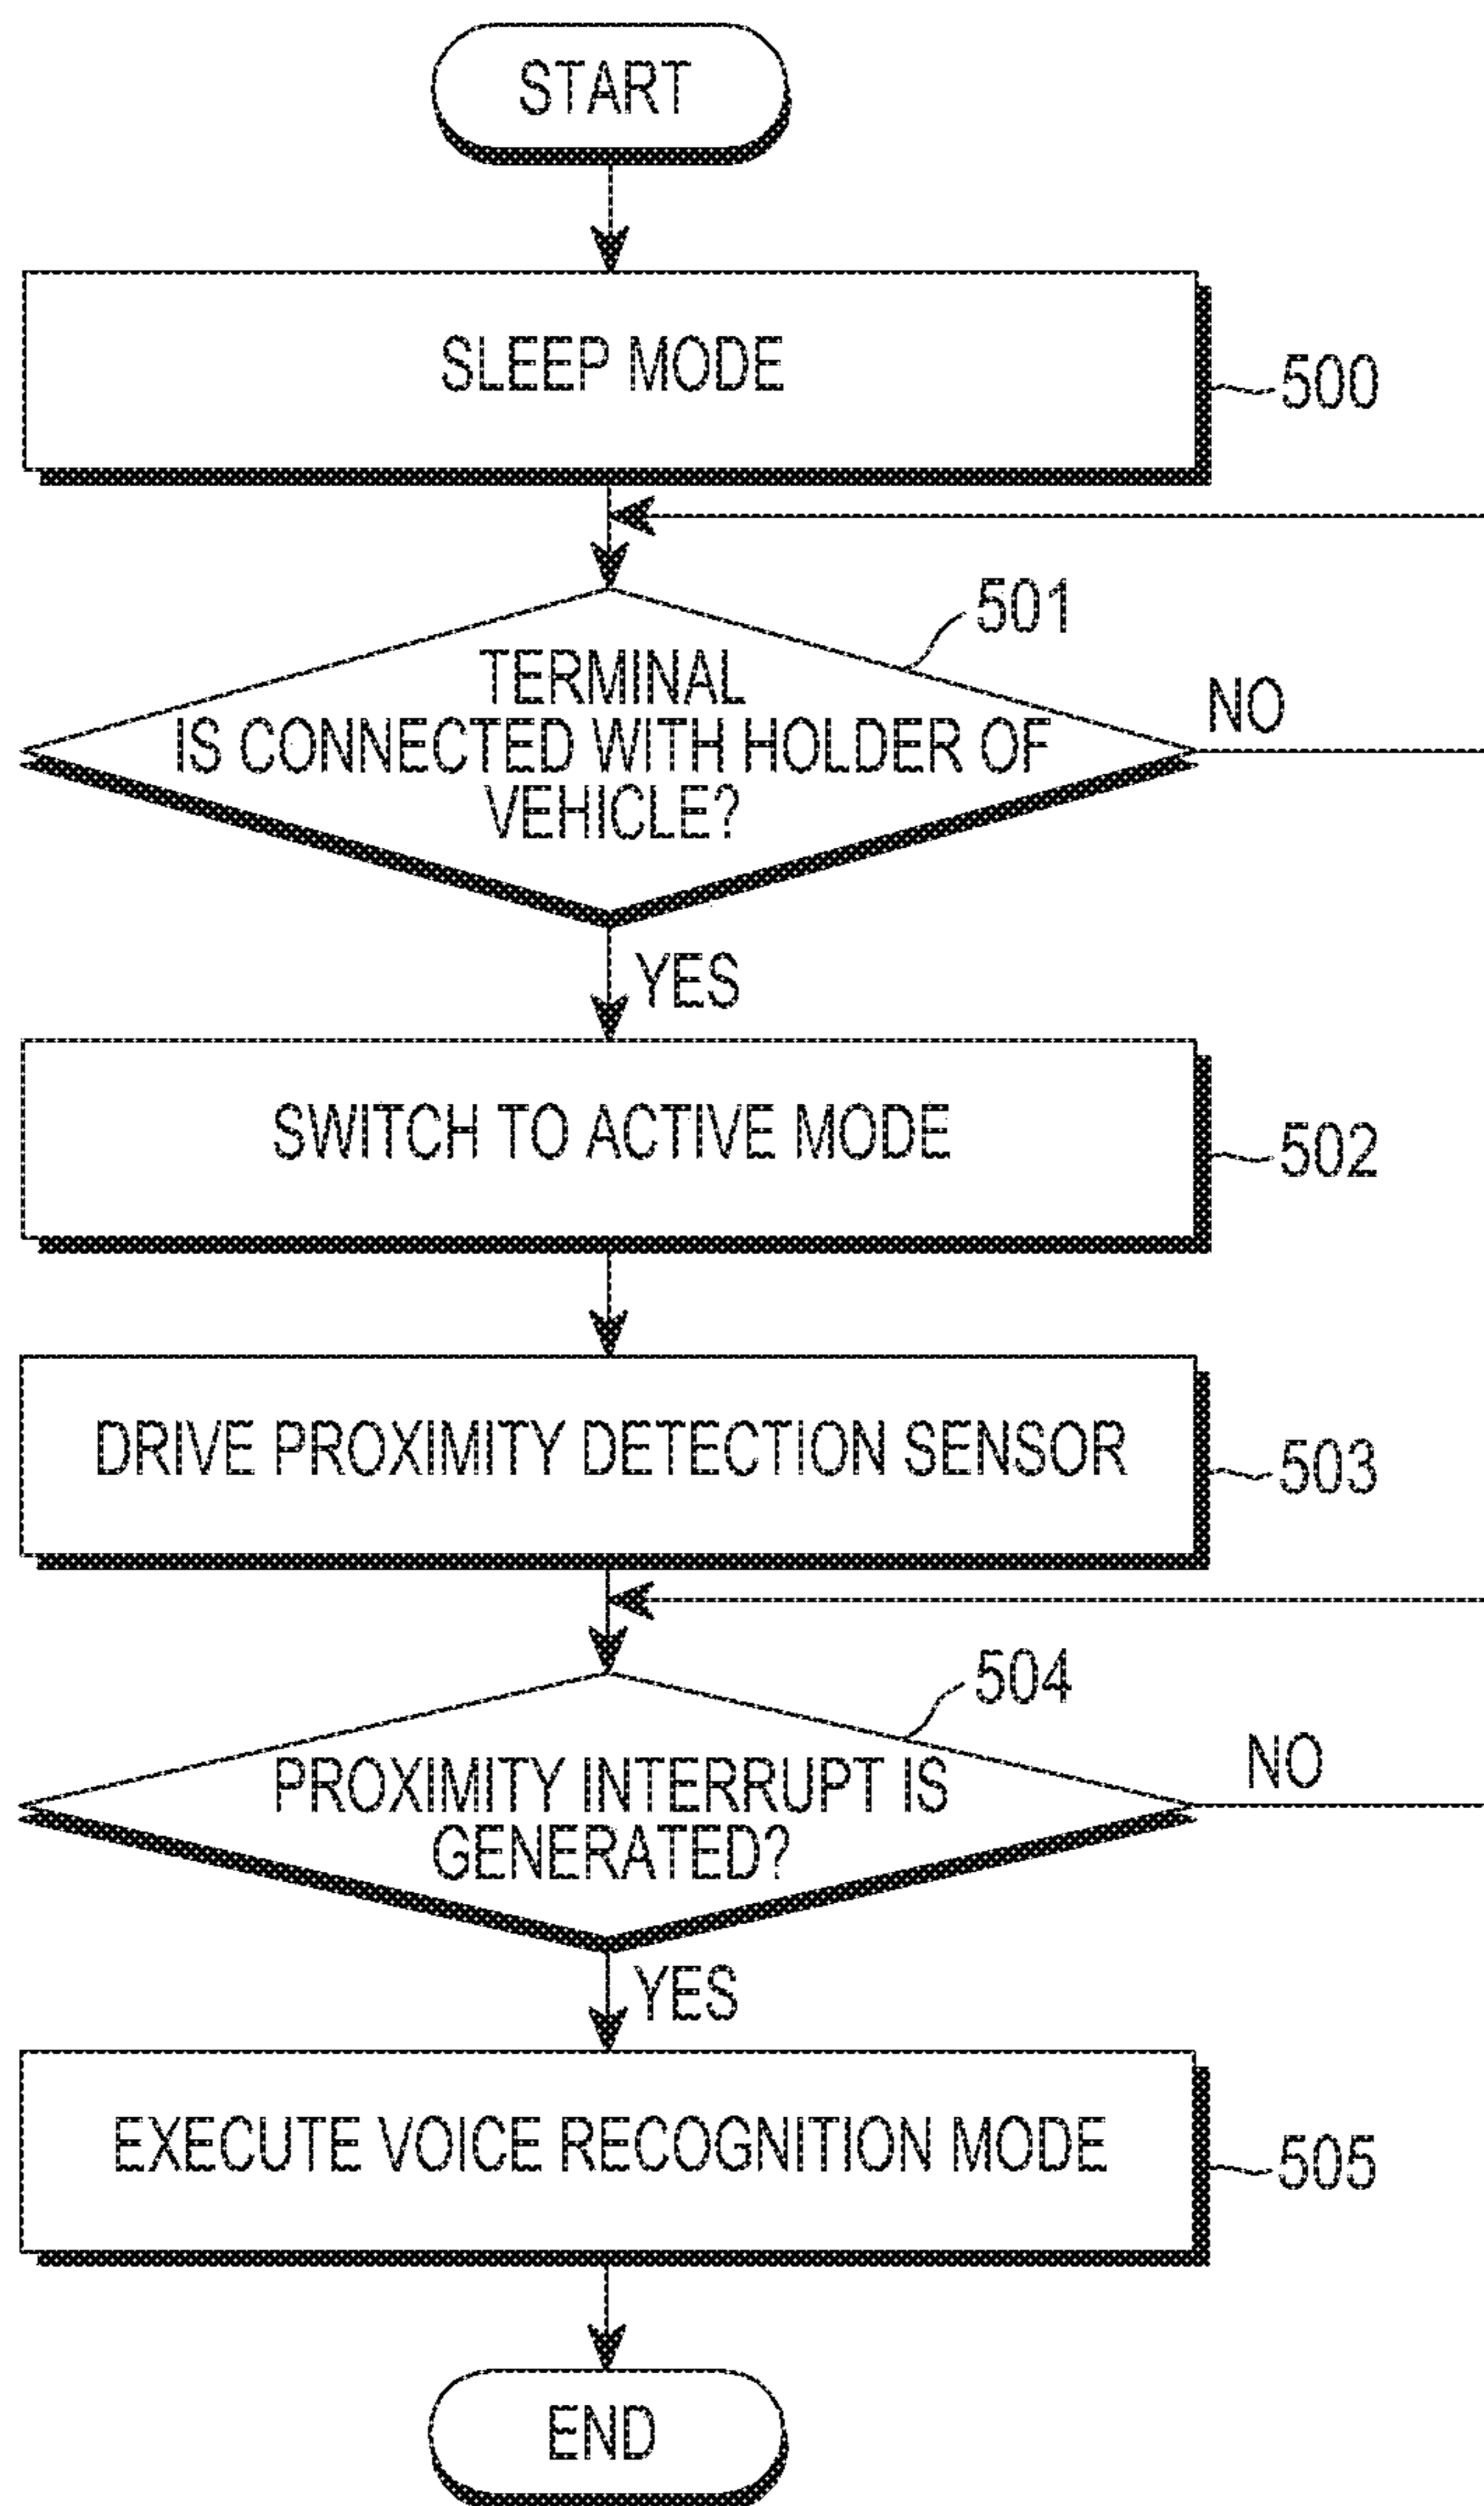 START
SLEEP MODE
500
501
TERMINAL
IS CONNECTED WITH HOLDER OF
VEHICLE?
NO
YES
SWITCH TO ACTIVE MODE
502
DRIVE PROXIMITY DETECTION SENSOR
503
504
PROXIMITY INTERRUPT IS
GENERATED?
NO
YES
EXECUTE VOICE RECOGNITION MODE
505
END